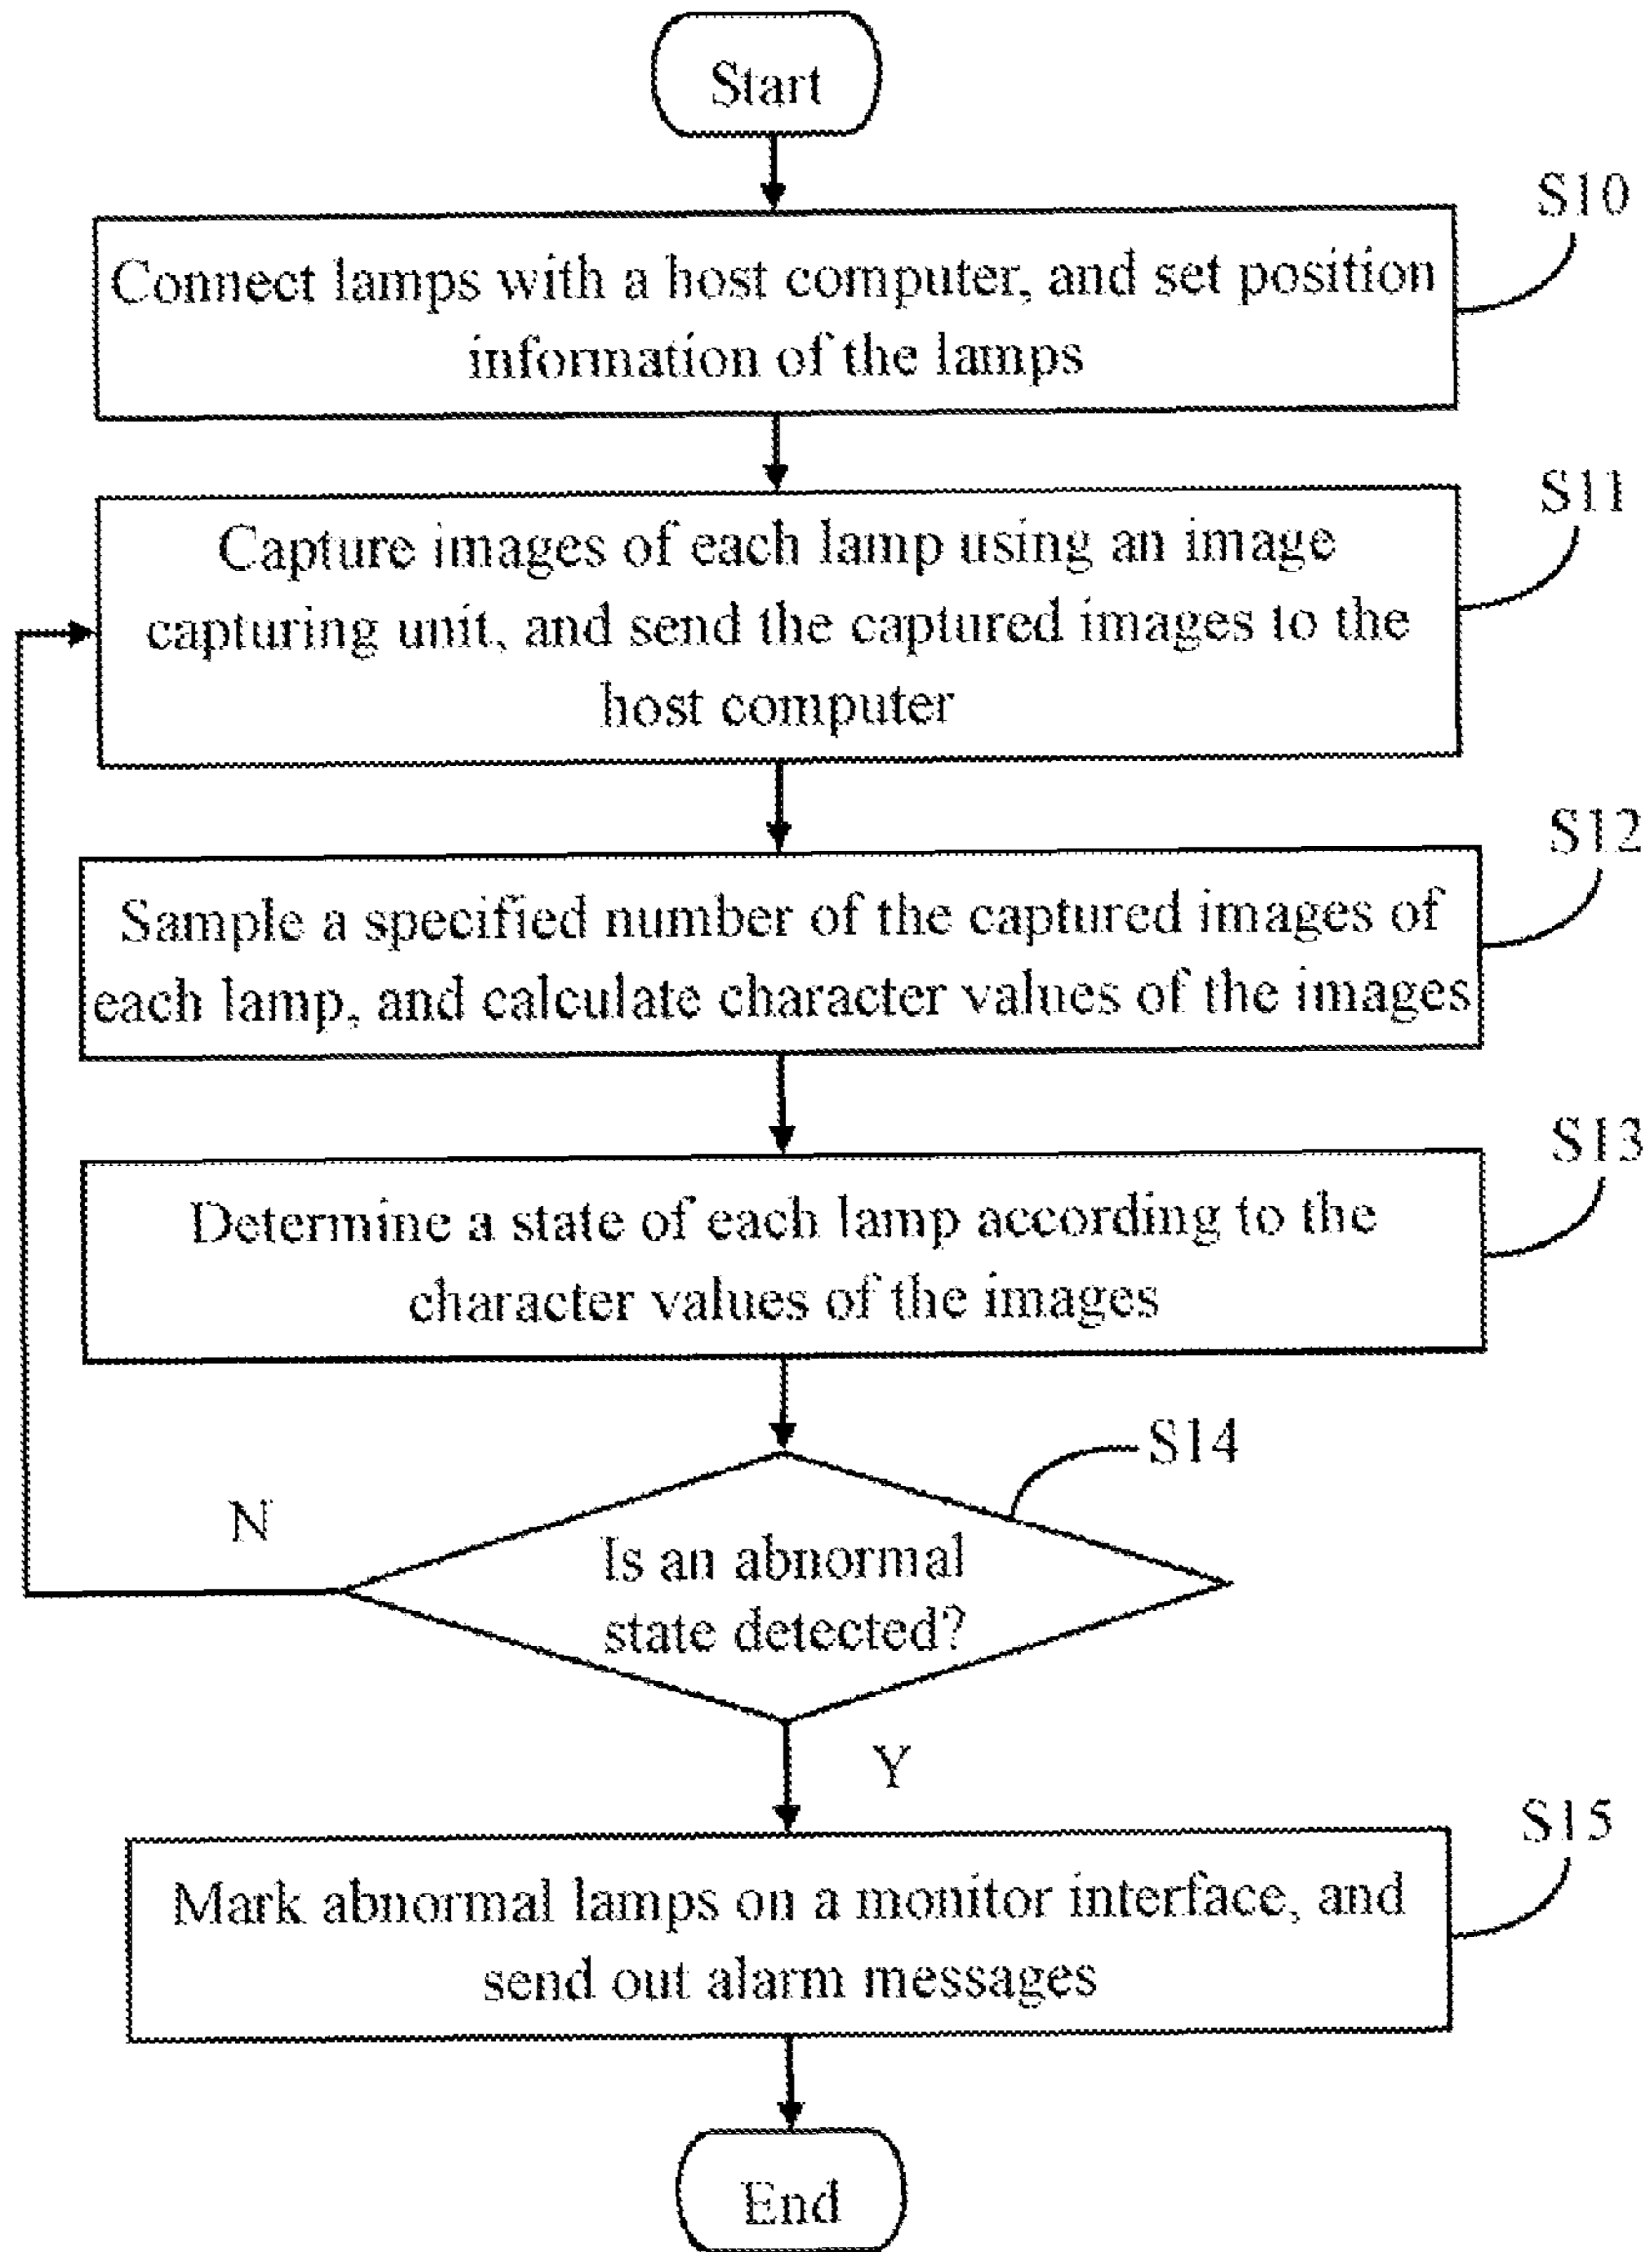 Start
S10
Connect lamps with a host computer, and set position
information of the lamps
S11
Capture images of each lamp using an image
capturing unit, and send the captured images to the
host computer
S12
Sample a specified number of the captured images of
each lamp, and calculate character values of the images
S13
Determine a state of each lamp according to the
character values of the images
S14
N
Is an abnormal
state detected?
Y
S15
Mark abnormal lamps on a monitor interface, and
send out alarm messages
End